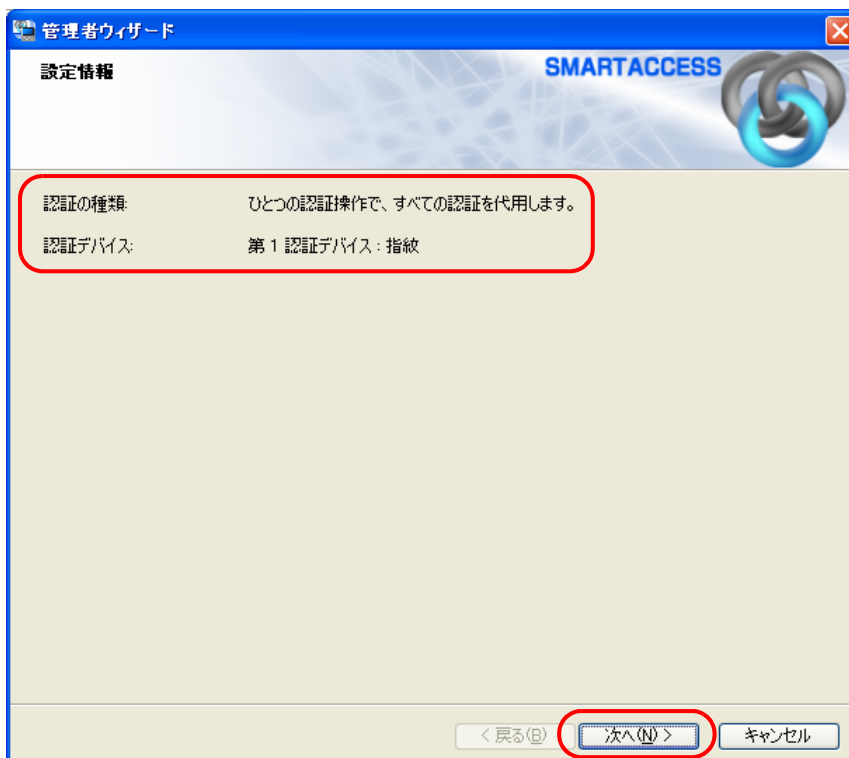 管理者ウィザード
設定情報
SMARTACCESS
認証の種類: ひとつの認証操作で、すべての認証を代用します。
認証デバイス: 第1認証デバイス:指紋
< 戻る(B) 次へ(N) > キャンセル